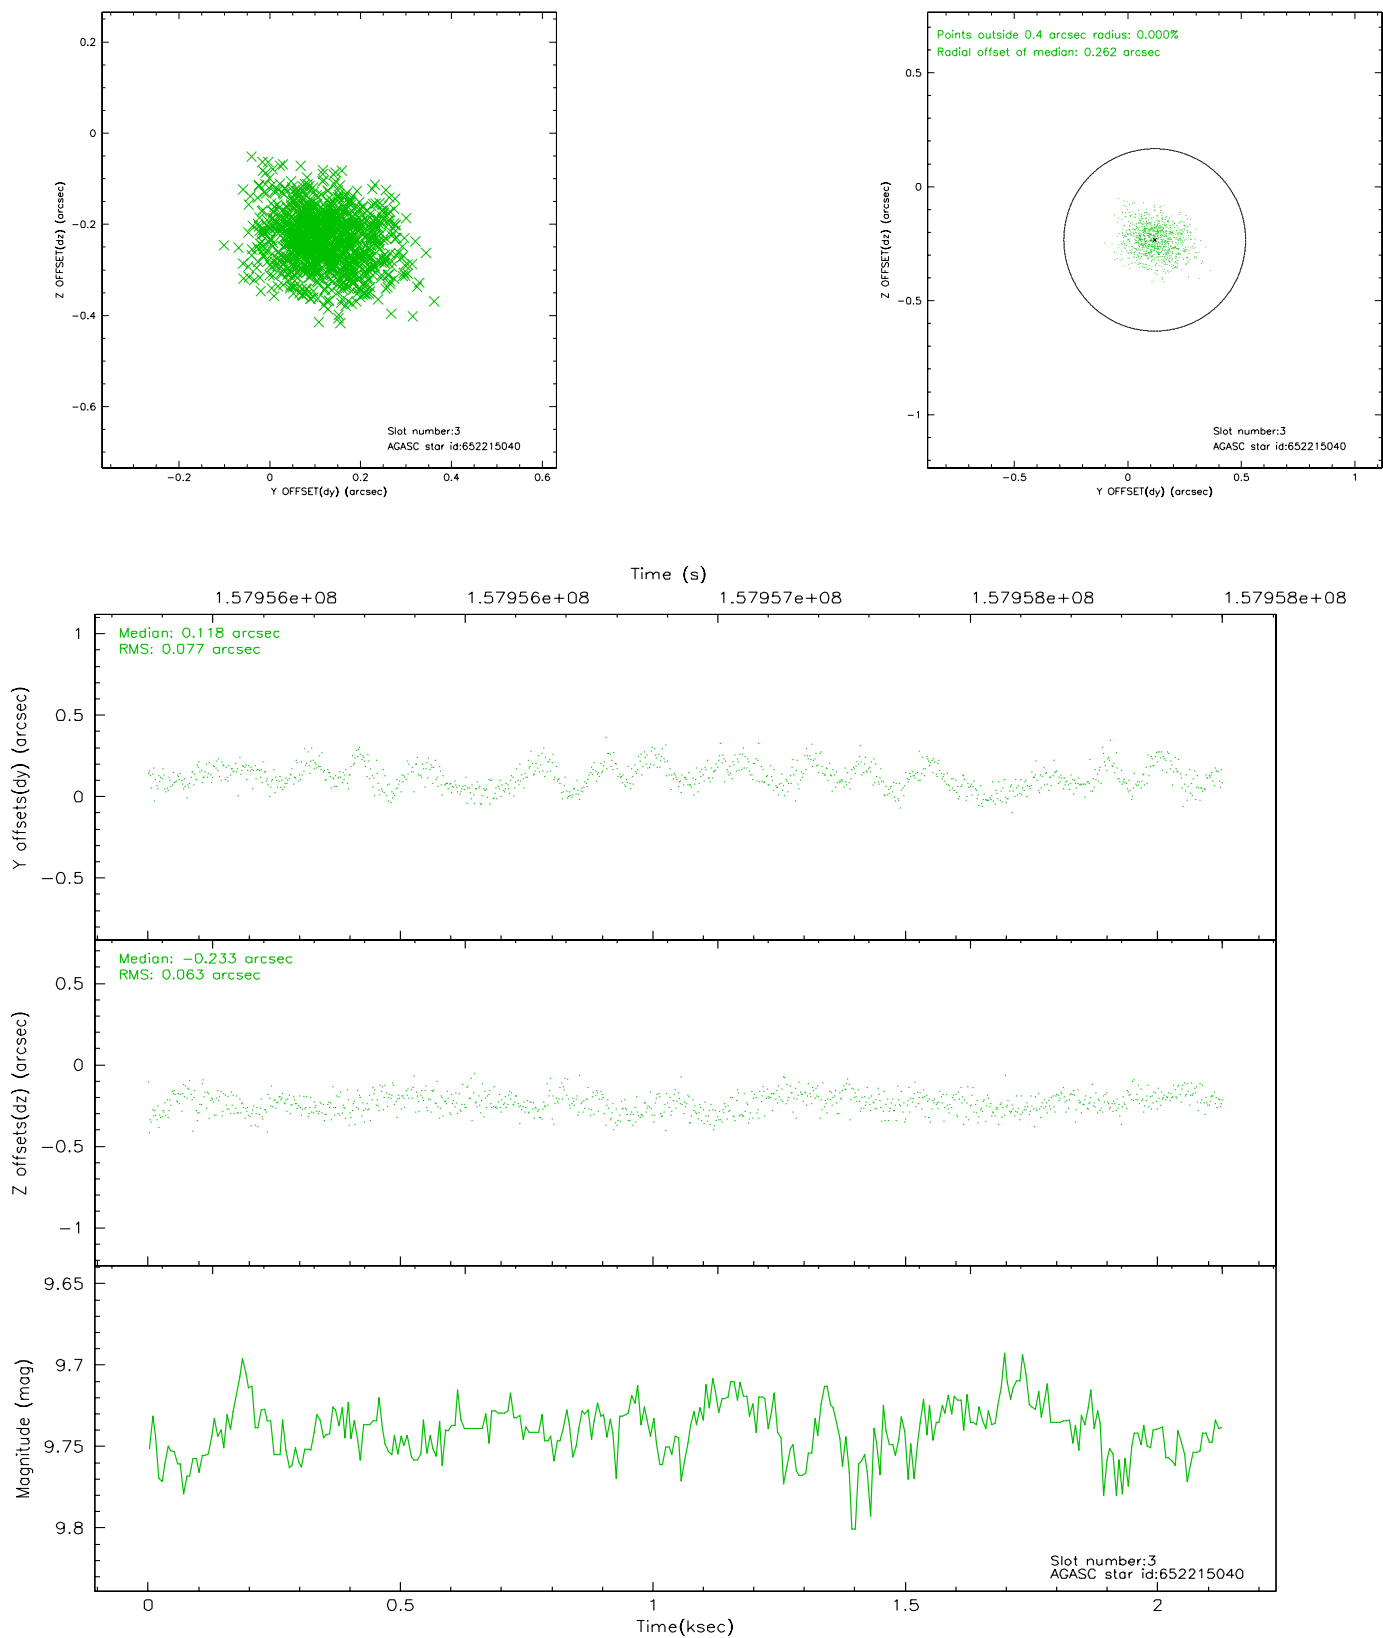 0.2
0
−0.2
−0.4
−0.6
Z OFFSET(dz) (arcsec)
Slot number:3
AGASC star id:652215040
−0.2 0 0.2 0.4 0.6
Y OFFSET(dy) (arcsec)
Points outside 0.4 arcsec radius: 0.000%
Radial offset of median: 0.262 arcsec
0.5
0
−0.5
−1
Z OFFSET(dz) (arcsec)
Slot number:3
AGASC star id:652215040
−0.5 0 0.5 1
Y OFFSET(dy) (arcsec)
Time (s)
1.57956e+08 1.57956e+08 1.57957e+08 1.57958e+08 1.57958e+08
Median: 0.118 arcsec
RMS: 0.077 arcsec
1
0.5
0
−0.5
Y offsets(dy) (arcsec)
Median: −0.233 arcsec
RMS: 0.063 arcsec
0.5
0
−0.5
−1
Z offsets(dz) (arcsec)
9.65
9.7
9.75
9.8
Magnitude (mag)
Slot number:3
AGASC star id:652215040
0 0.5 1 1.5 2
Time(ksec)